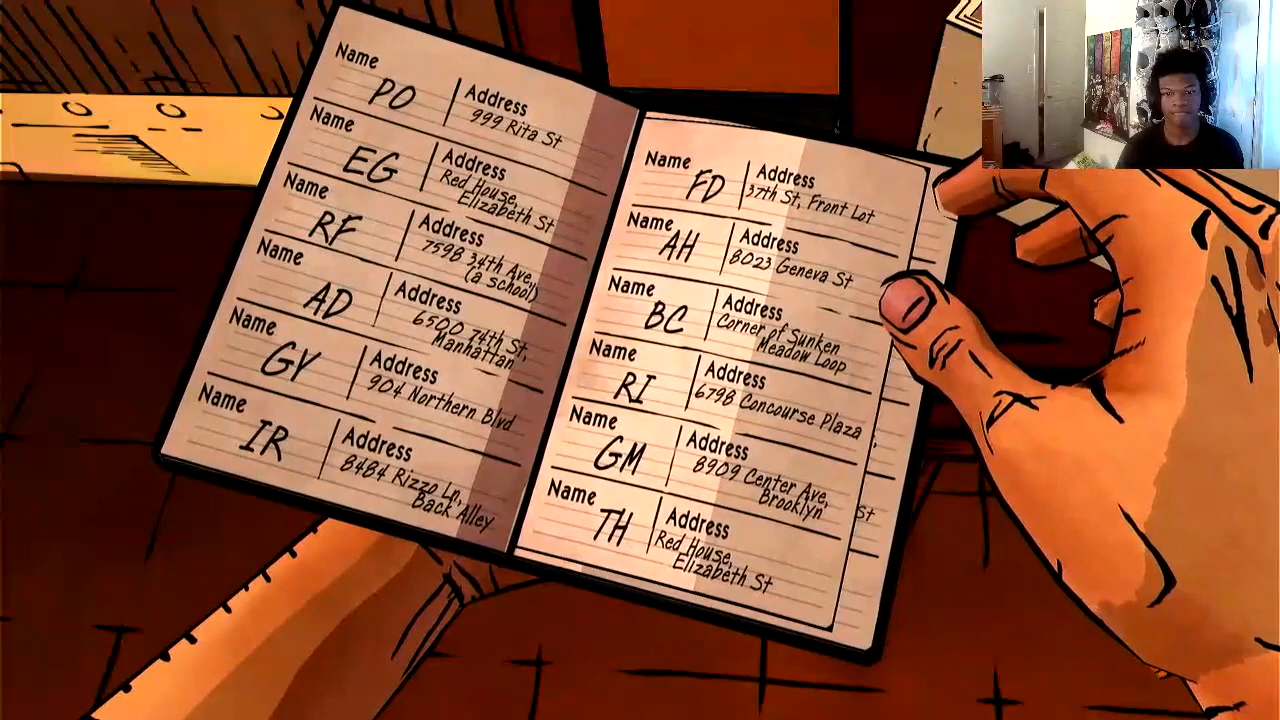 Name
PO
Address
999 Rita St
Name
EG
Address
Red House,
Elizabeth St
Name
RF
Address
7598 34th Ave,
(a school)
Name
AD
Address
6500 74th St,
Manhattan
Name
GY
Address
904 Northern Blvd
Name
IR
Address
8484 Rizzo Ln,
Back Alley
Name
FD
Address
37th St, Front Lot
Name
AH
Address
8023 Geneva St
Name
BC
Address
Corner of Sunken
Meadow Loop
Name
RI
Address
6798 Concourse Plaza
Name
GM
Address
8909 Center Ave,
Brooklyn
Name
TH
Address
Red House,
Elizabeth St
St